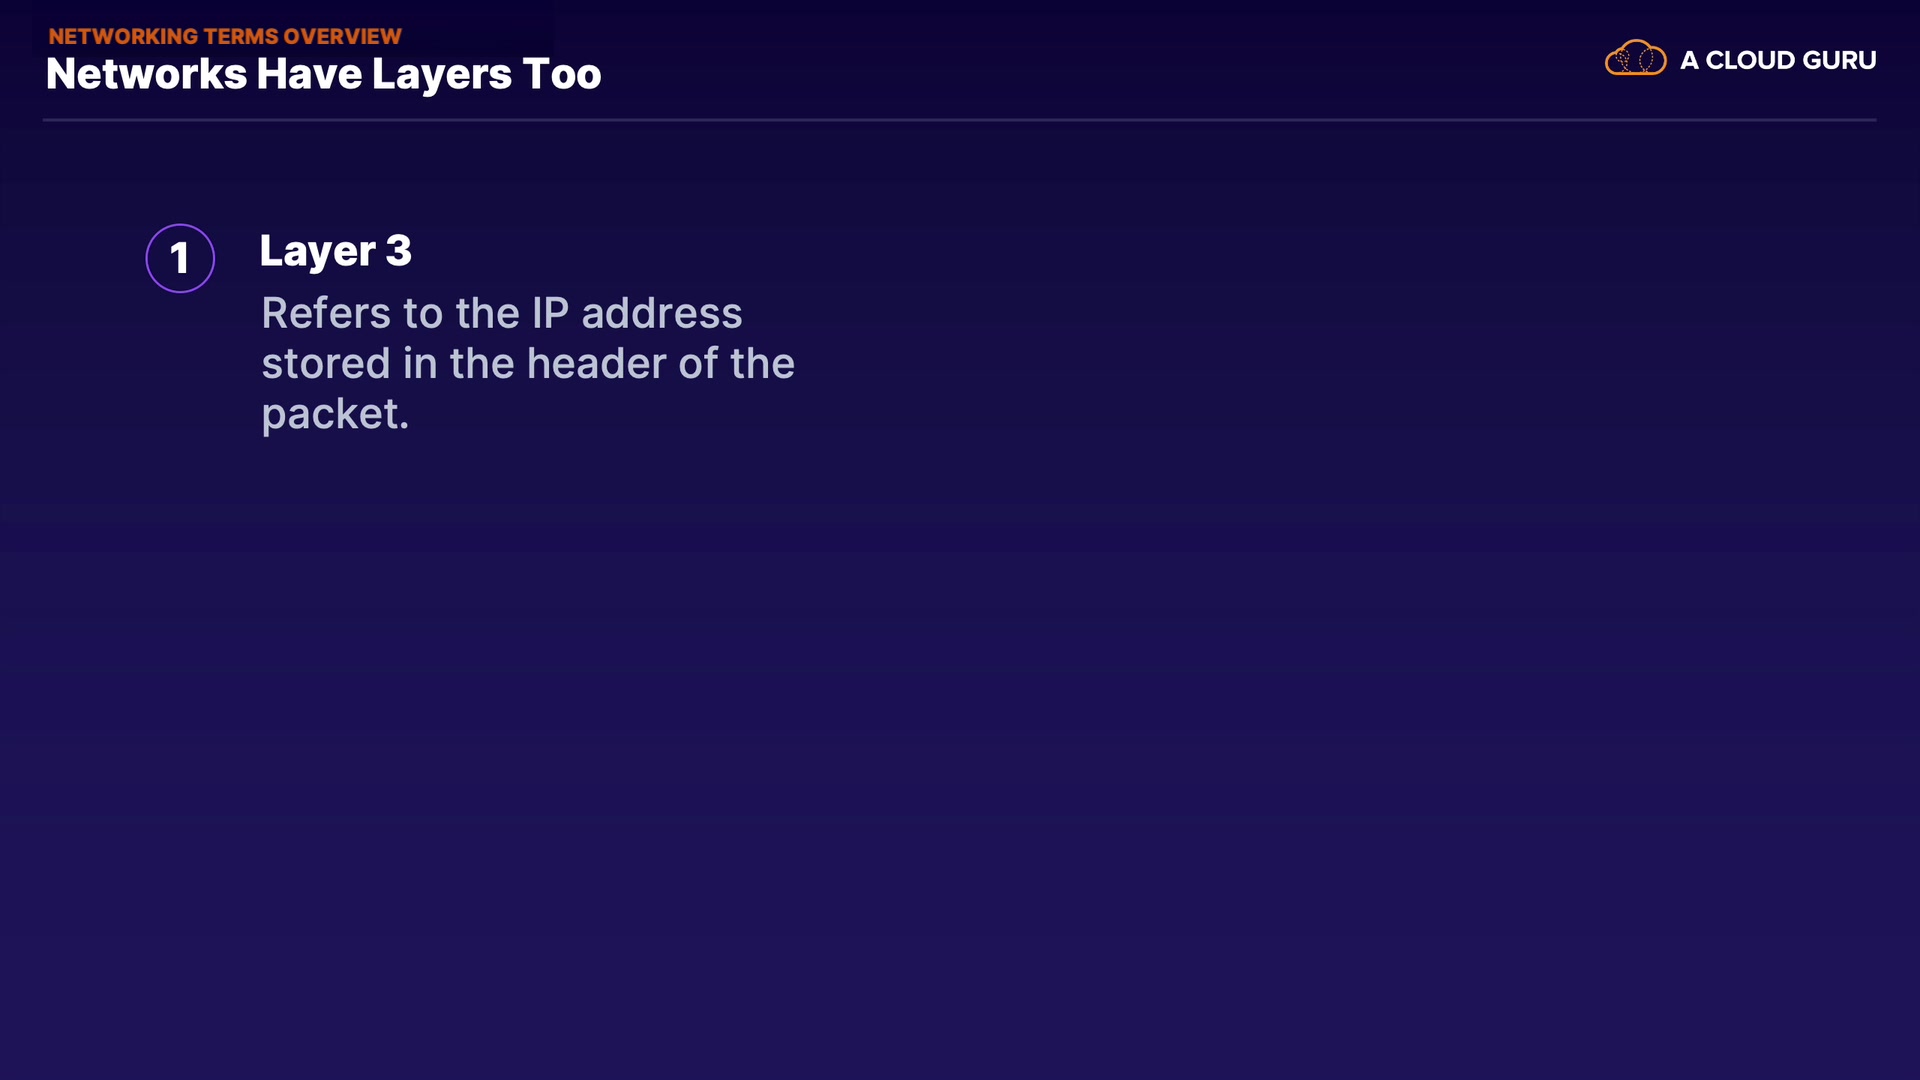 NETWORKING TERMS OVERVIEW
Networks Have Layers Too
A CLOUD GURU
1
Layer 3
Refers to the IP address
stored in the header of the
packet.